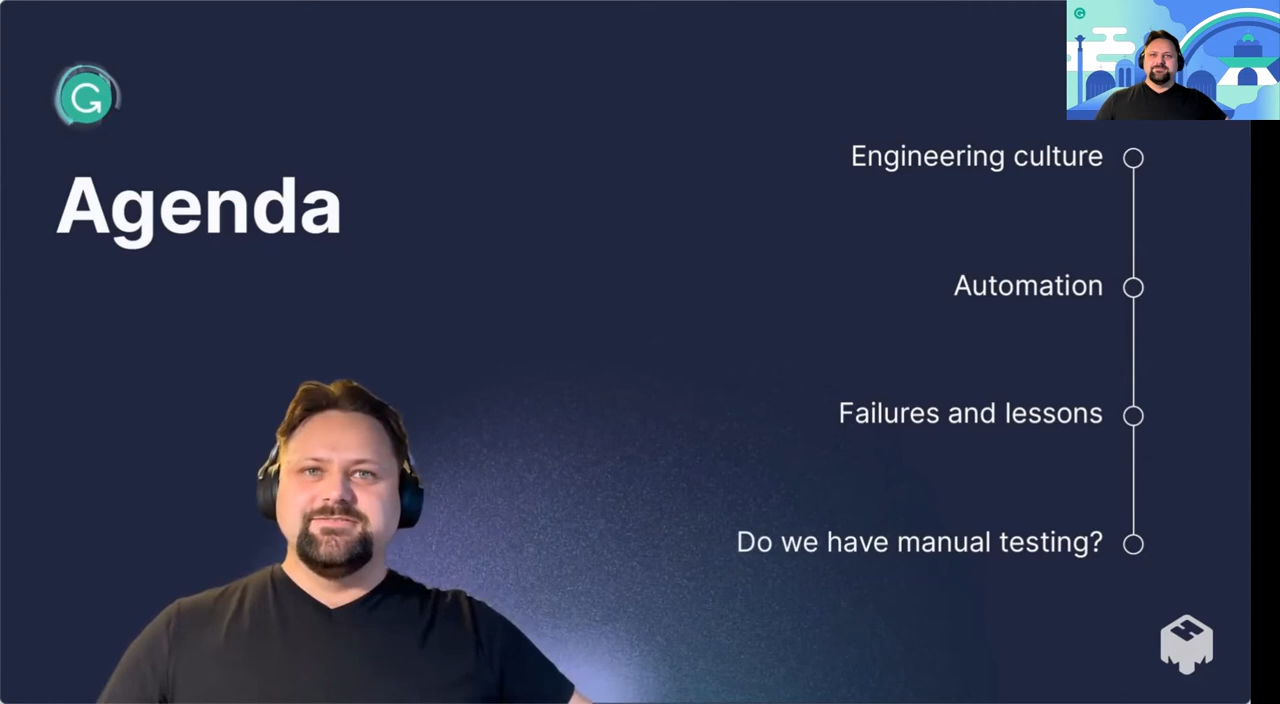 Agenda
Engineering culture
Automation
Failures and lessons
Do we have manual testing?